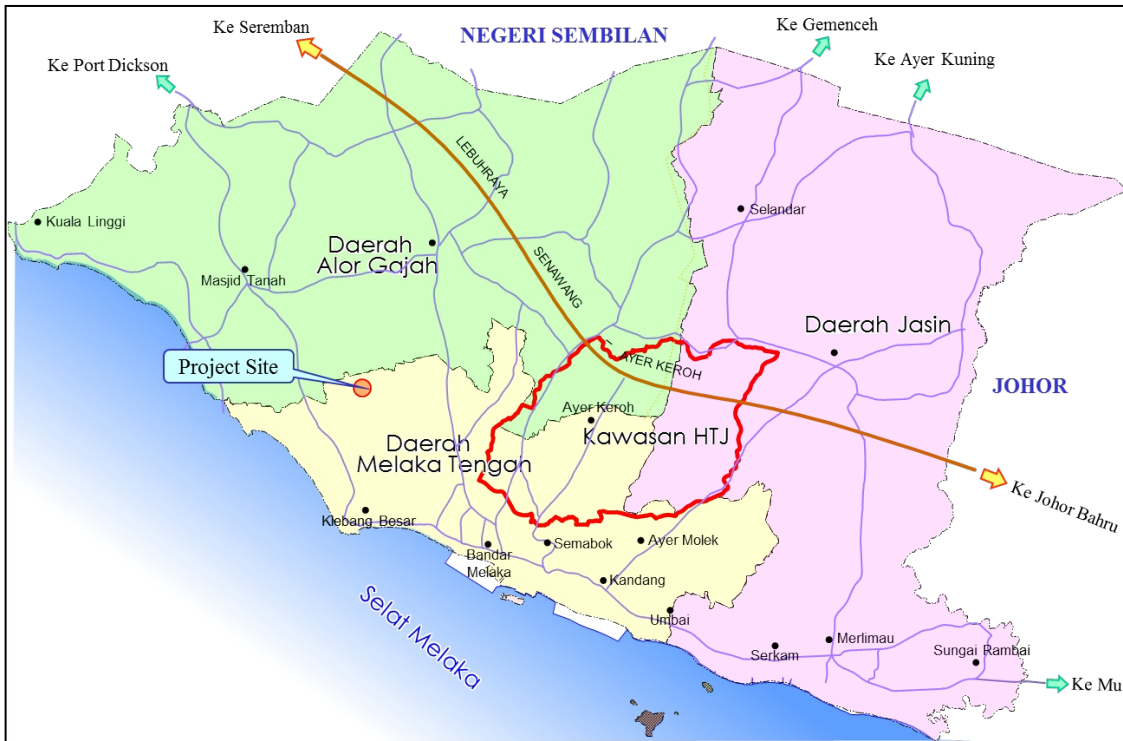 Ke Seremban
NEGERI SEMBILAN
Ke Gemenceh
Ke Port Dickson
Ke Ayer Kuning
LEBUHRAYA
SENAWANG
AYER KEROH
Kuala Linggi
Selandar
Daerah
Alor Gajah
Masjid Tanah
Daerah Jasin
Project Site
JOHOR
Ayer Keroh
Kawasan HTJ
Daerah
Melaka Tengah
Ke Johor Bahru
Klebang Besar
Bandar
Melaka
Semabok
Ayer Molek
Kandang
Umbai
Selat Melaka
Serkam
Merlimau
Sungai Rambai
Ke Mu